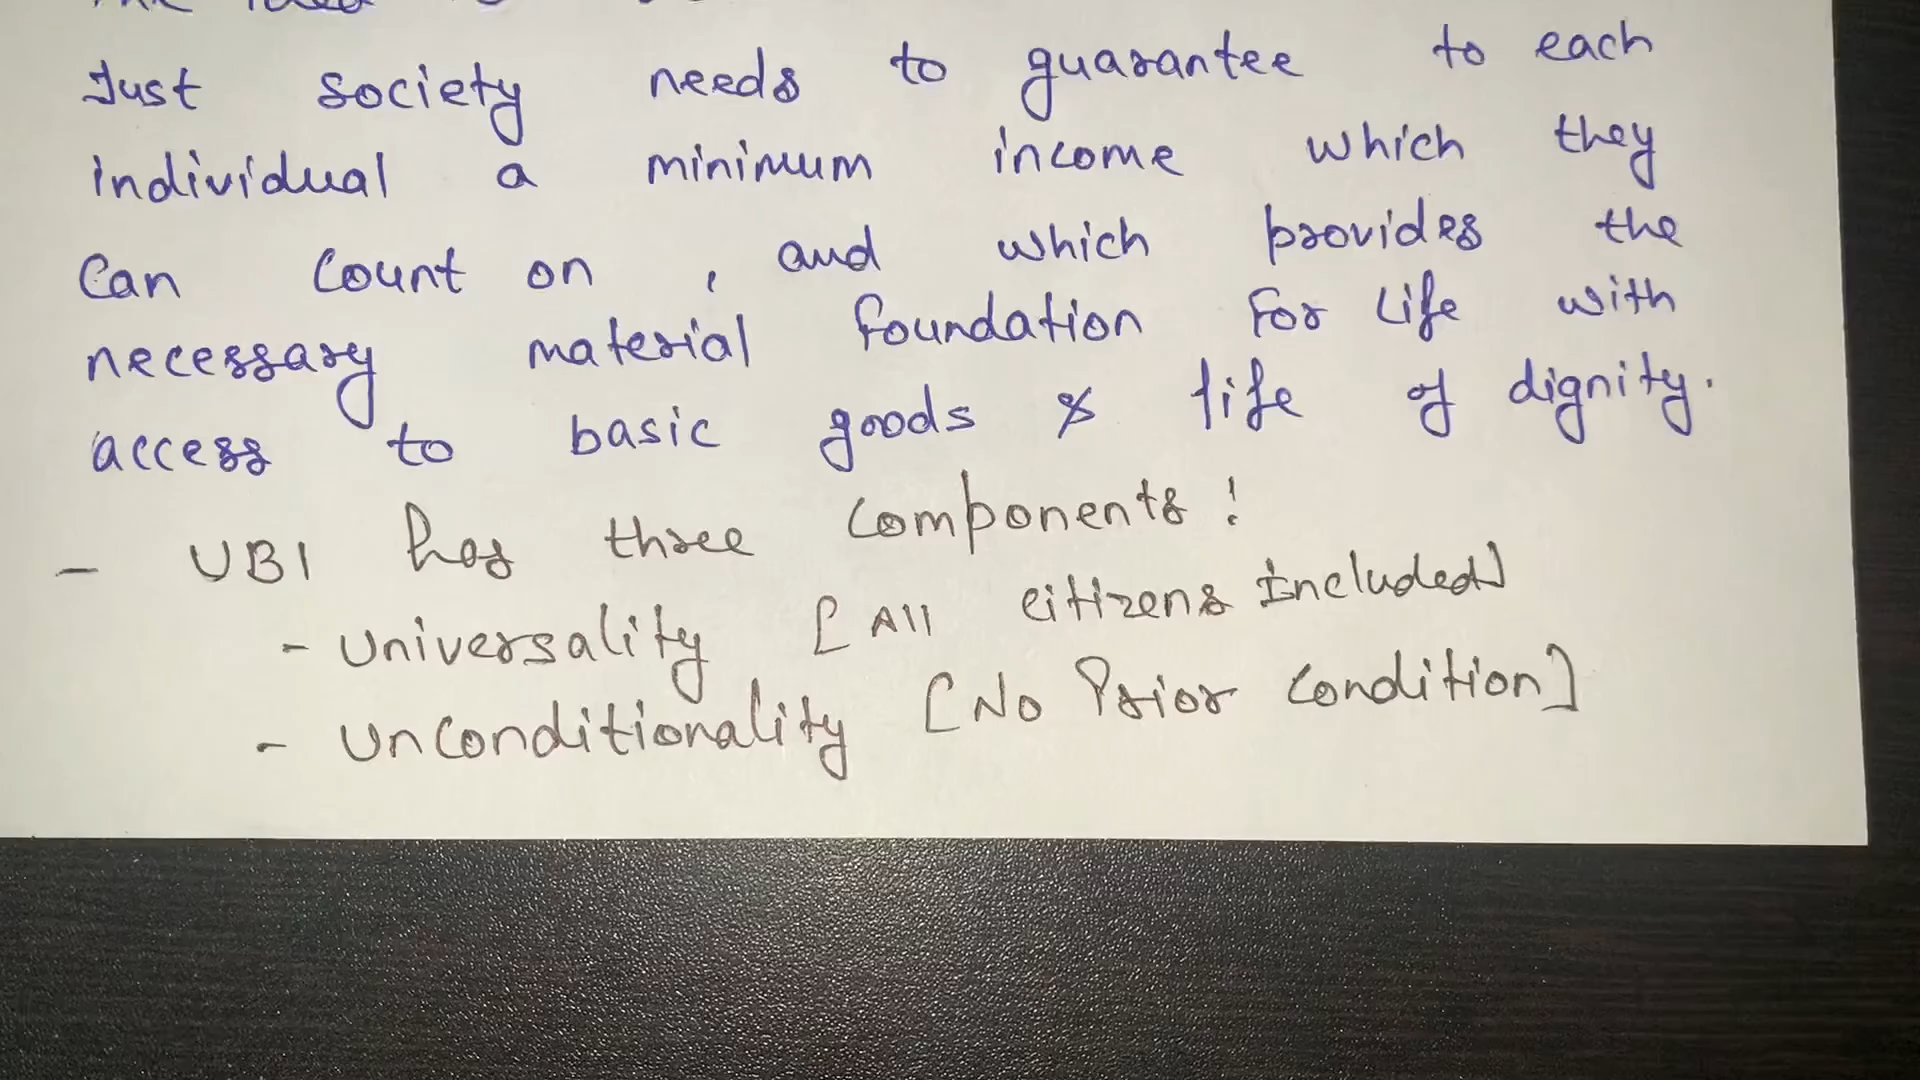 Just society needs to guarantee to each
individual a minimum income which they
Can count on , and which provides the
necessary material foundation for life with
access to basic goods & life of dignity.
- UBI has three components :
- Universality [All citizens Included]
- Unconditionality [No Prior condition]